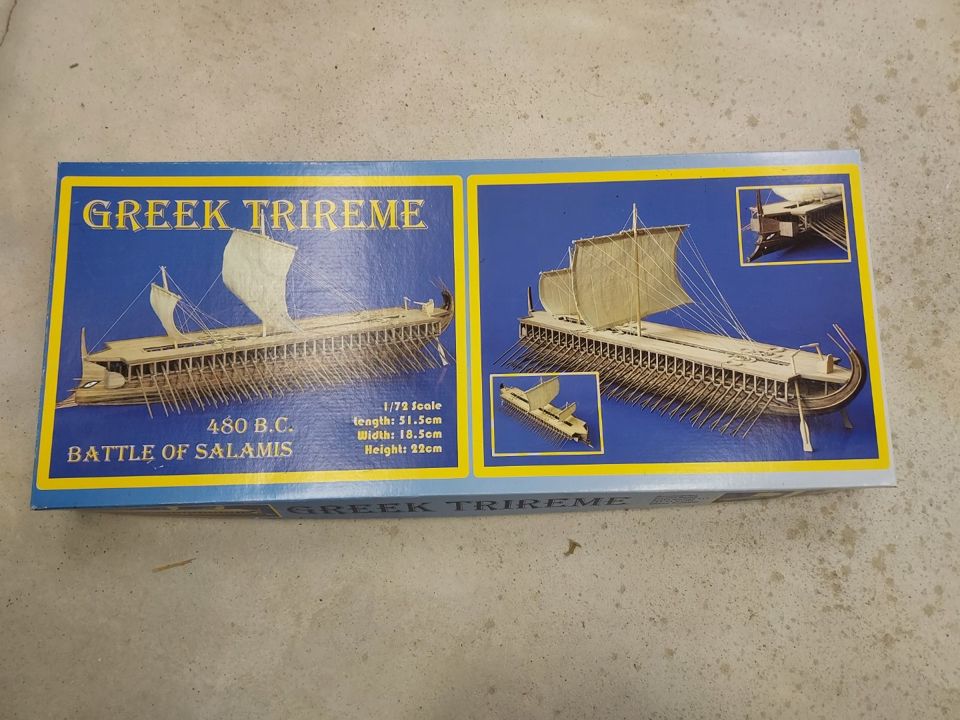 GREEK TRIREME
480 B.C.
BATTLE OF SALAMIS
1/72 Scale
Length: 51.5cm
Width: 18.5cm
Height: 22cm
GREEK TRIREME